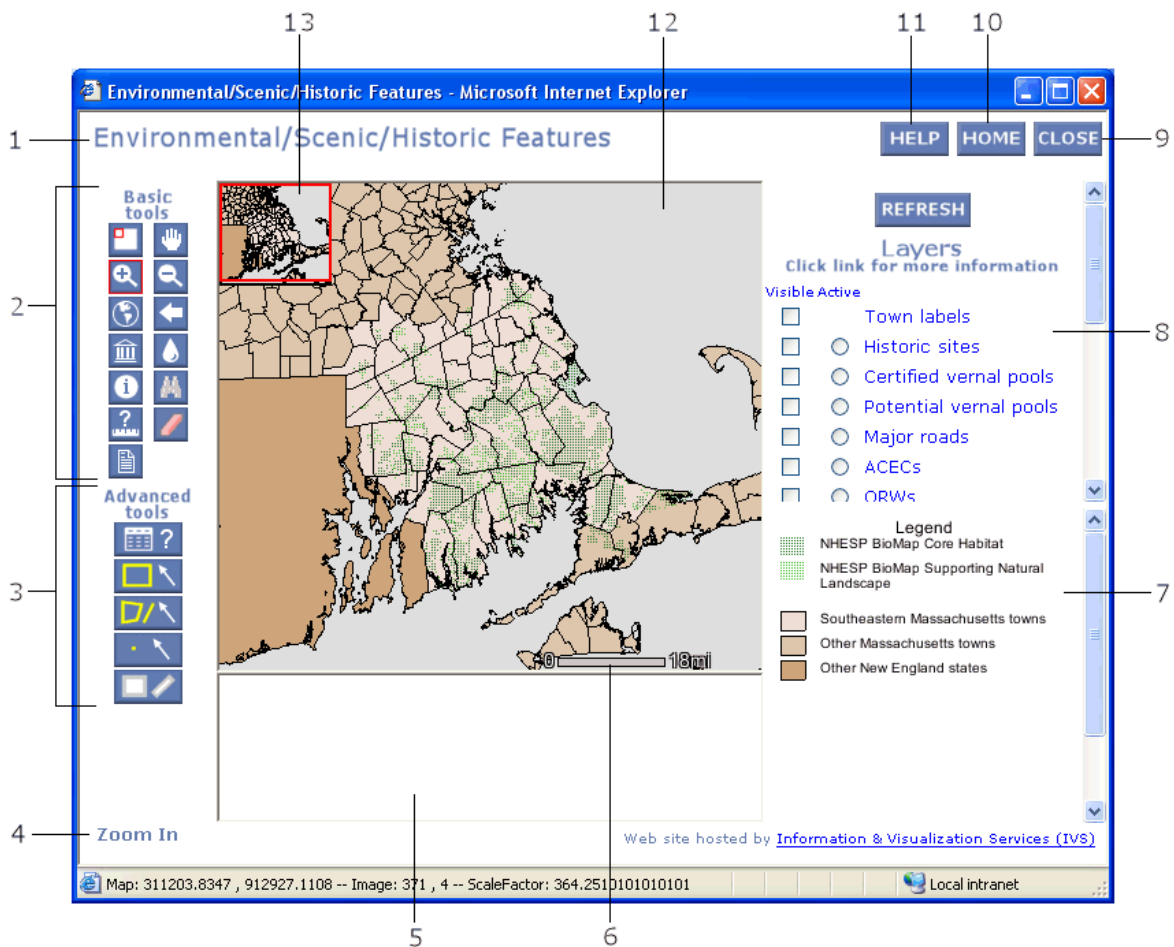 13
12
11
10
Environmental/Scenic/Historic Features - Microsoft Internet Explorer
1
Environmental/Scenic/Historic Features
HELP
HOME
CLOSE
9
2
Basic
tools
?
i
3
Advanced
tools
?
0
18mi
REFRESH
Layers
Click link for more information
Visible Active
Town labels
8
Historic sites
Certified vernal pools
Potential vernal pools
Major roads
ACECs
ORWs
Legend
NHESP BioMap Core Habitat
NHESP BioMap Supporting Natural
Landscape
7
Southeastern Massachusetts towns
Other Massachusetts towns
Other New England states
4
Zoom In
Web site hosted by Information & Visualization Services (IVS)
Map: 311203.8347 , 912927.1108 -- Image: 371 , 4 -- ScaleFactor: 364.2510101010101
Local intranet
5
6